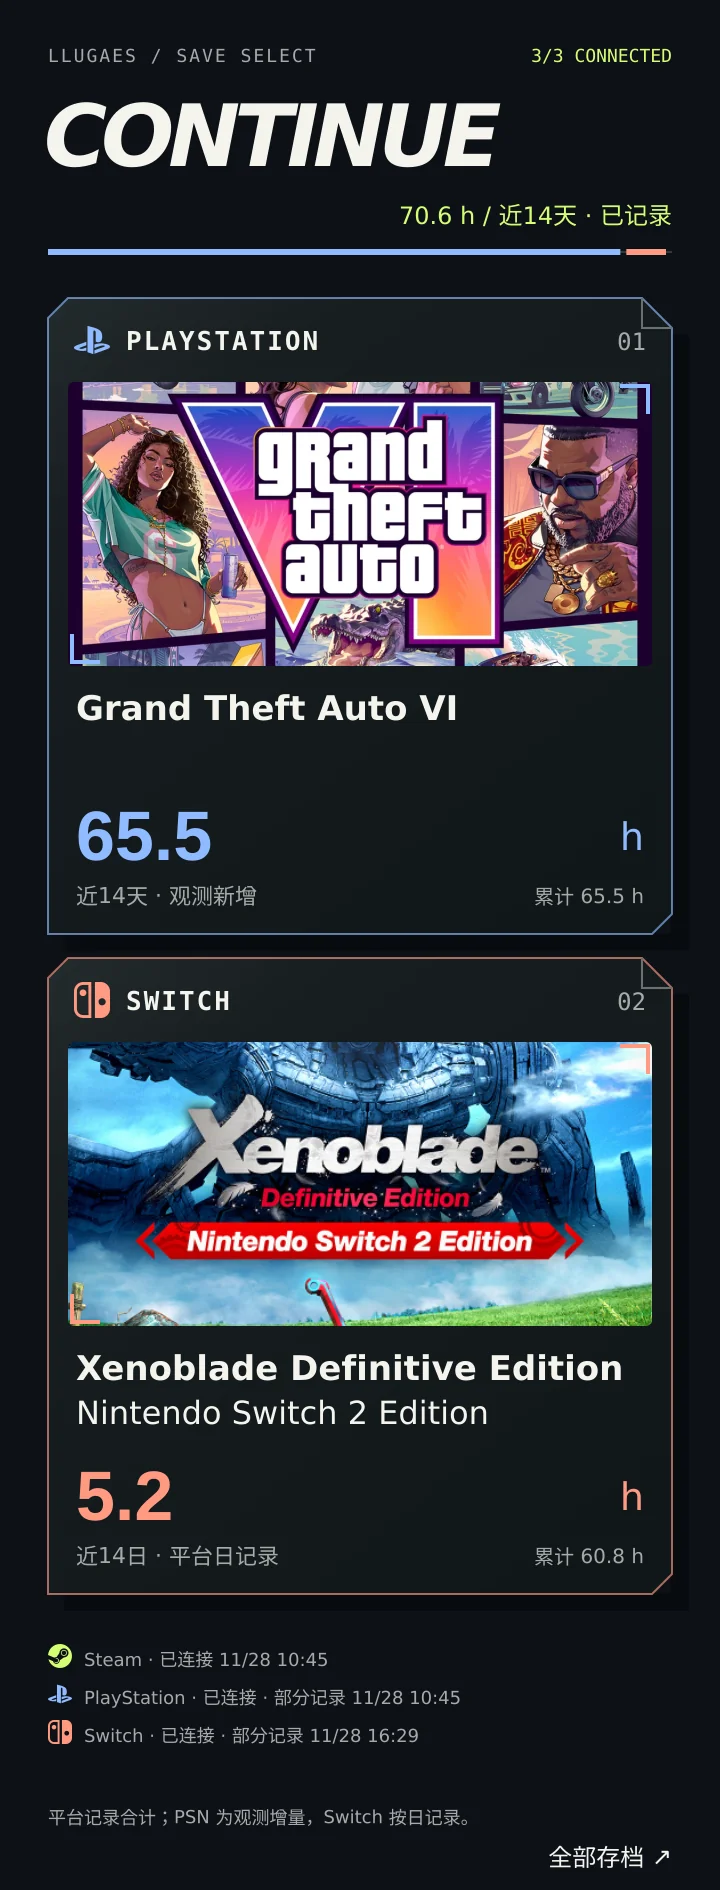 LLUGAES / SAVE SELECT
3/3 CONNECTED
CONTINUE
70.6 h / 近14天 · 已记录
PLAYSTATION
01
VI
grand
theft
auto
Grand Theft Auto VI
65.5
h
近14天 · 观测新增
累计 65.5 h
SWITCH
02
Xenoblade™
Definitive Edition
Nintendo Switch 2 Edition
Xenoblade Definitive Edition
Nintendo Switch 2 Edition
5.2
h
近14日 · 平台日记录
累计 60.8 h
Steam · 已连接 11/28 10:45
PlayStation · 已连接 · 部分记录 11/28 10:45
Switch · 已连接 · 部分记录 11/28 16:29
平台记录合计；PSN 为观测增量，Switch 按日记录。
全部存档 ↗